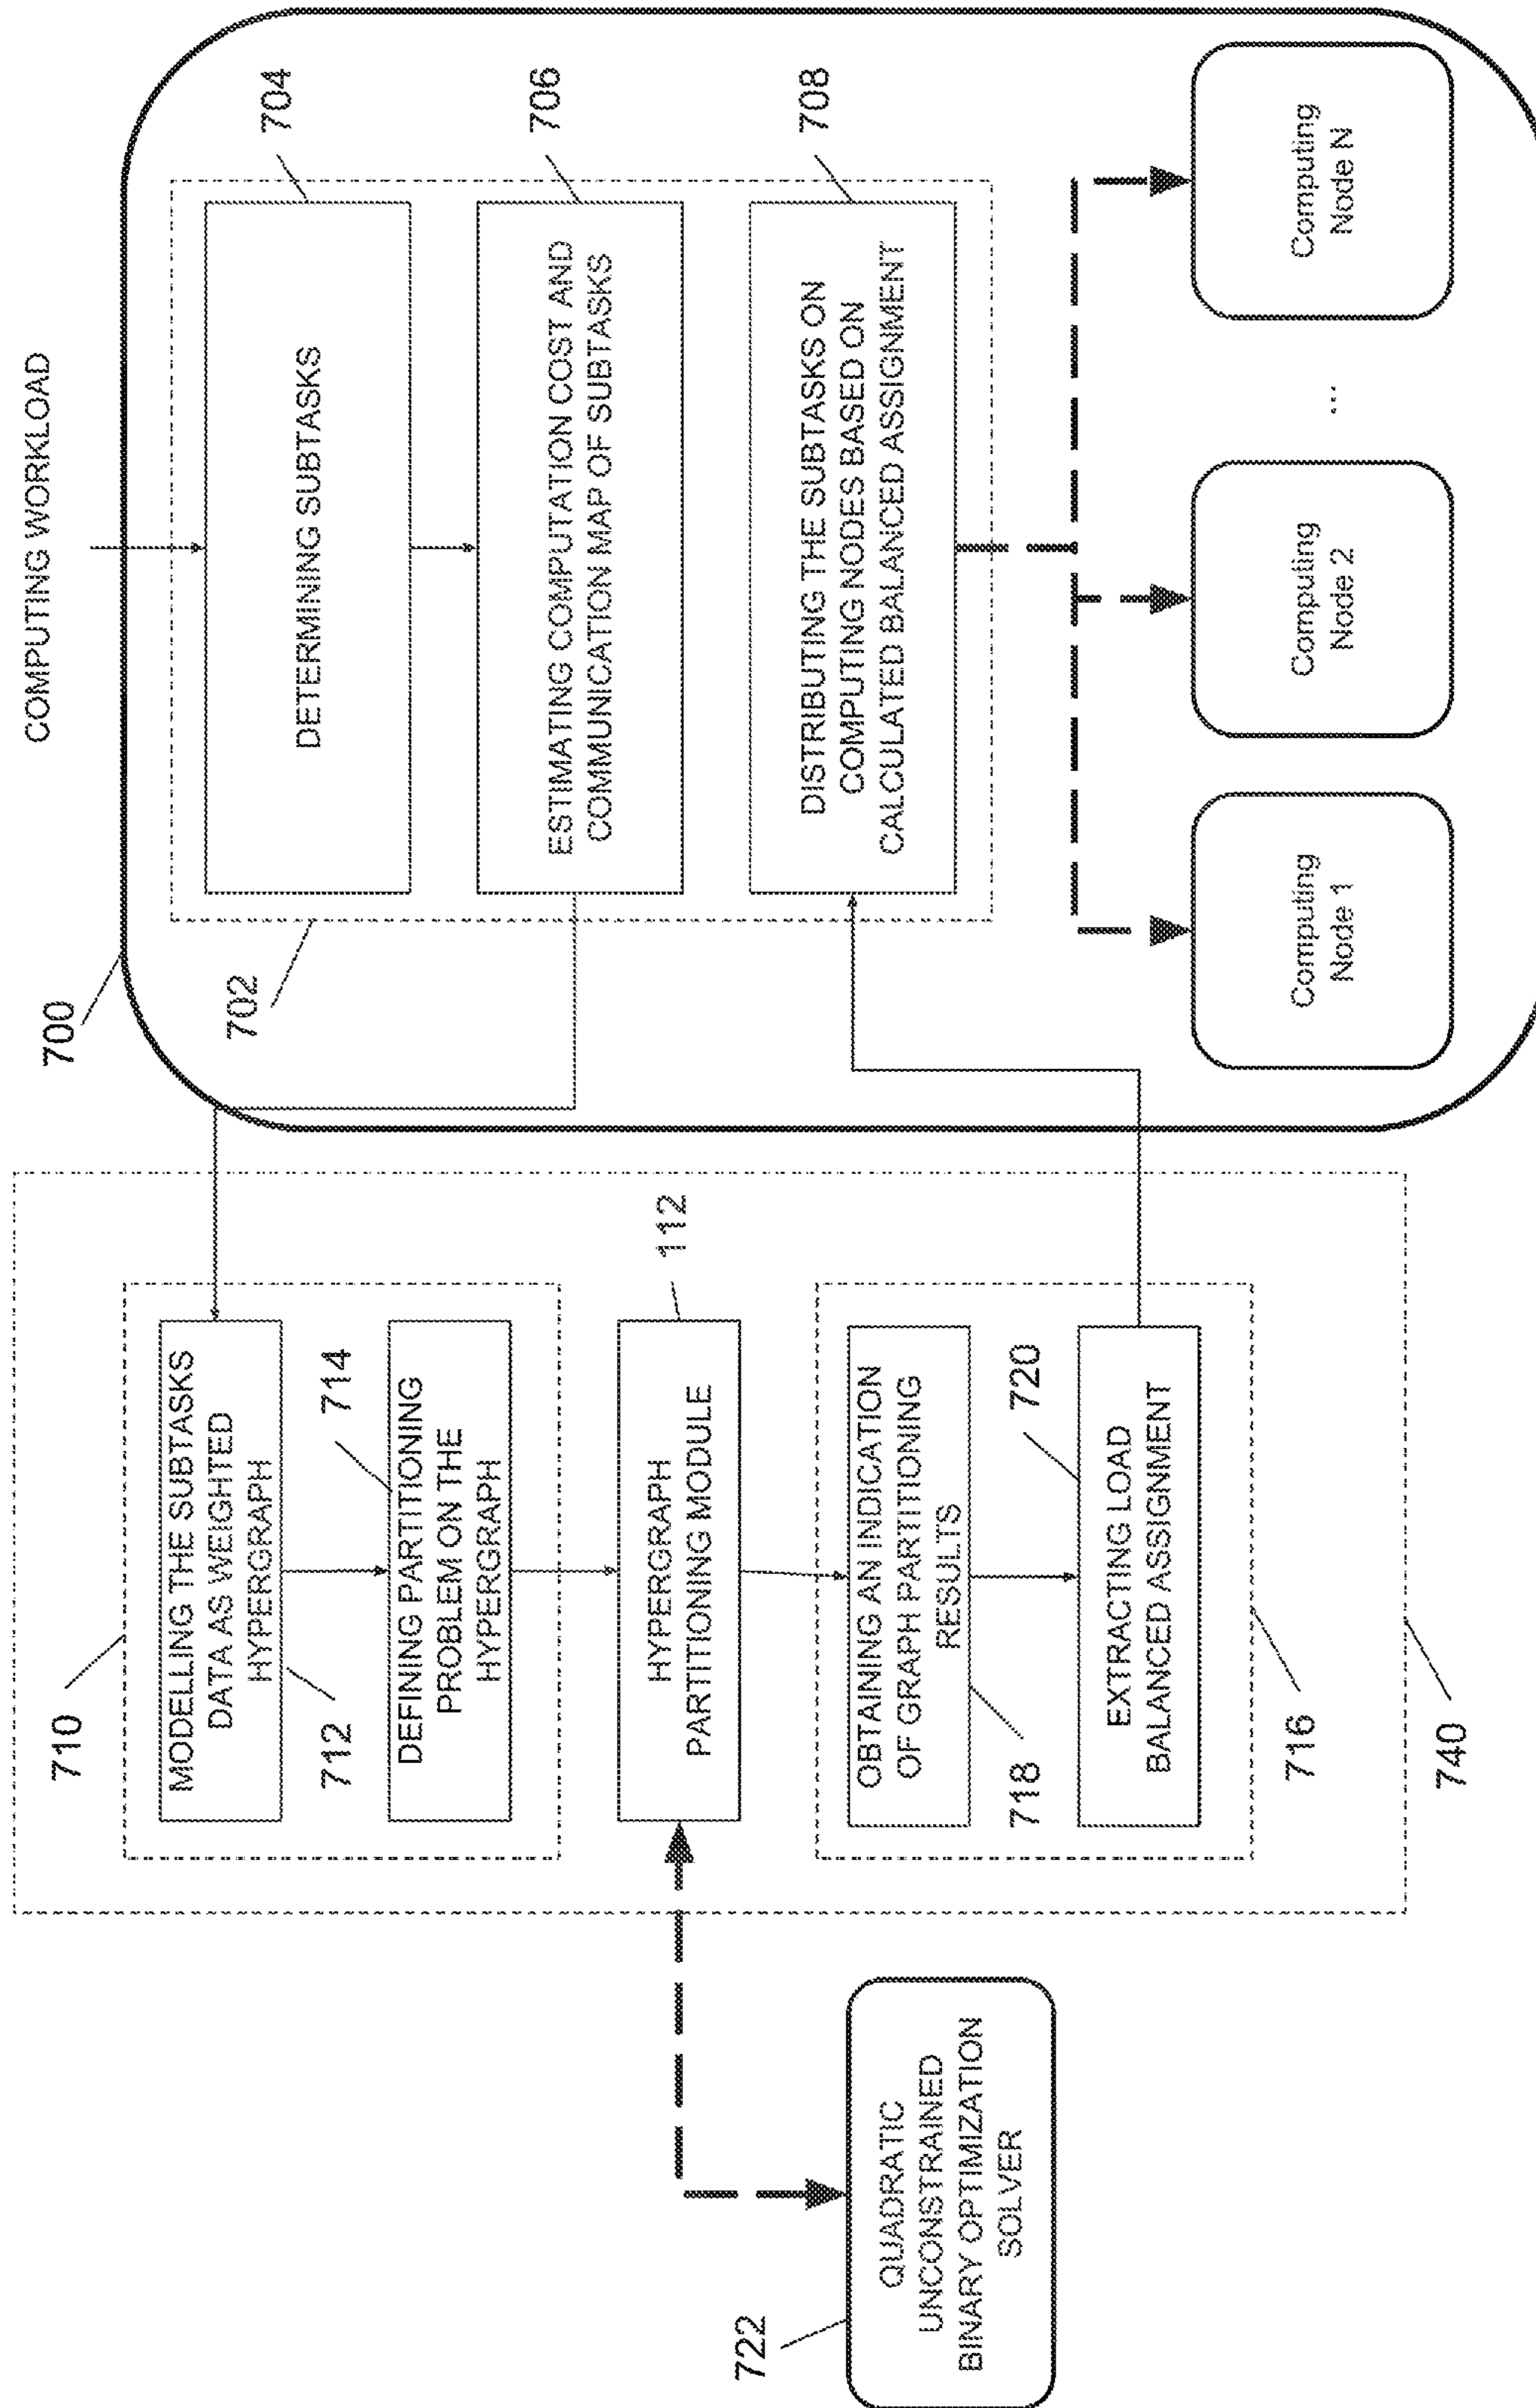 COMPUTING WORKLOAD
700
702
704
DETERMINING SUBTASKS
706
ESTIMATING COMPUTATION COST AND
COMMUNICATION MAP OF SUBTASKS
708
DISTRIBUTING THE SUBTASKS ON
COMPUTING NODES BASED ON
CALCULATED BALANCED ASSIGNMENT
Computing
Node 1
Computing
Node 2
...
Computing
Node N
710
MODELLING THE SUBTASKS
DATA AS WEIGHTED
HYPERGRAPH
712
714
DEFINING PARTITIONING
PROBLEM ON THE
HYPERGRAPH
112
HYPERGRAPH
PARTITIONING MODULE
OBTAINING AN INDICATION
OF GRAPH PARTITIONING
RESULTS
718
720
EXTRACTING LOAD
BALANCED ASSIGNMENT
716
740
722
QUADRATIC
UNCONSTRAINED
BINARY OPTIMIZATION
SOLVER